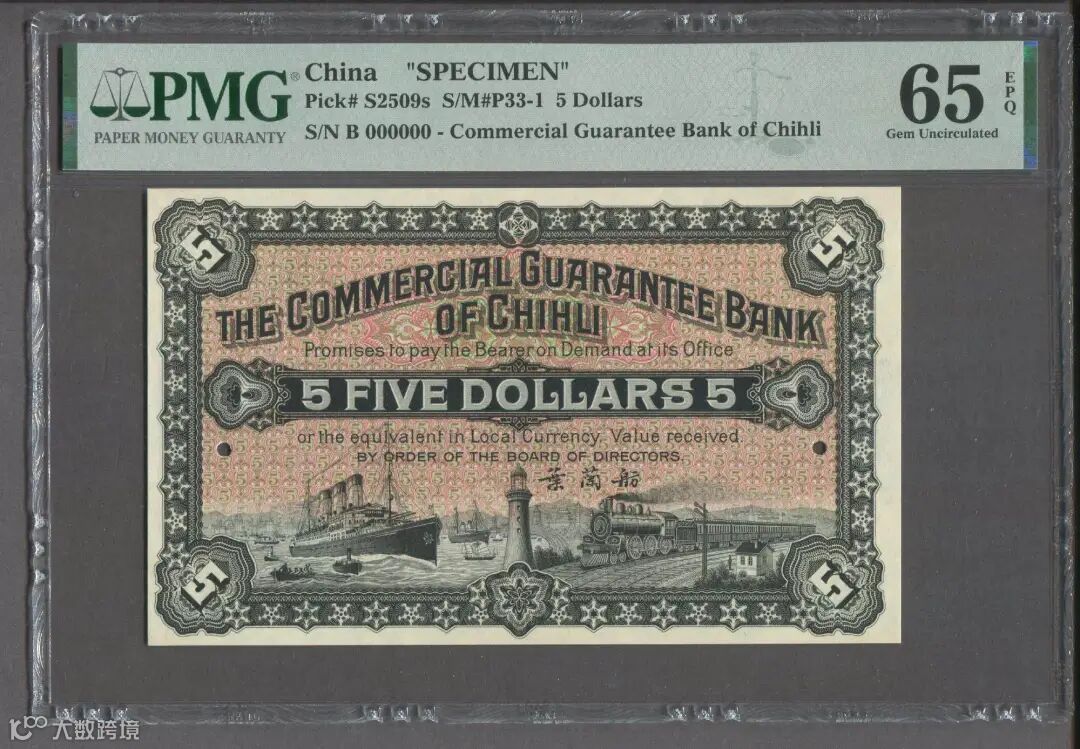 PMG®
PAPER MONEY GUARANTY
China "SPECIMEN"
Pick# S2509s S/M#P33-1 5 Dollars
S/N B 000000 - Commercial Guarantee Bank of Chihli
65
EPQ
Gem Uncirculated
5
5
THE COMMERCIAL GUARANTEE BANK
OF CHIHLI
Promises to pay the Bearer on Demand at its Office
5 FIVE DOLLARS 5
or the equivalent in Local Currency. Value received.
BY ORDER OF THE BOARD OF DIRECTORS.
葉蘭舫
5
5
大数跨境